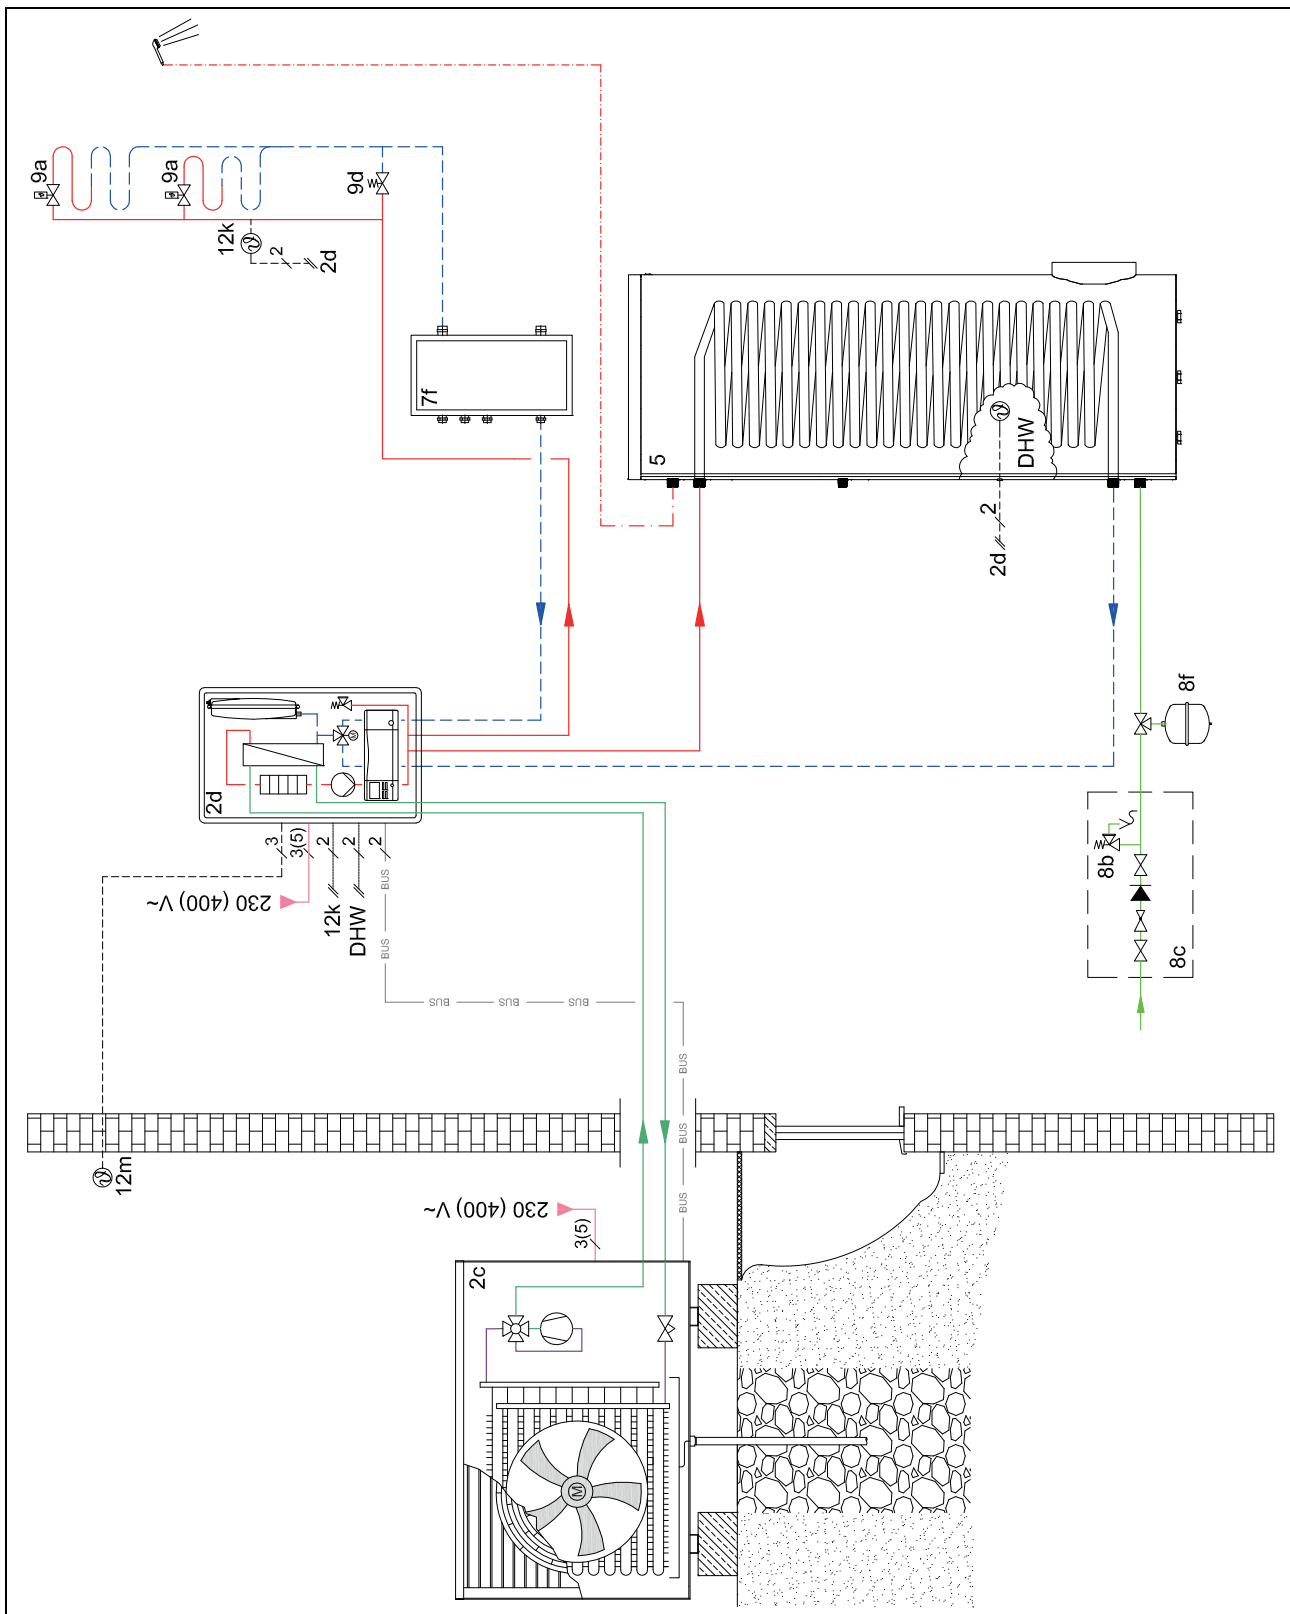 9a
9a
9d
12k
2
2d
7f
5
DHW
2
2d
8f
8b
8c
2d
M
3
3(5)
2
2
2
230 (400) V~
12k
DHW
BUS
BUS
BUS
BUS
BUS
BUS
BUS
BUS
12m
230 (400) V~
3(5)
2c
M